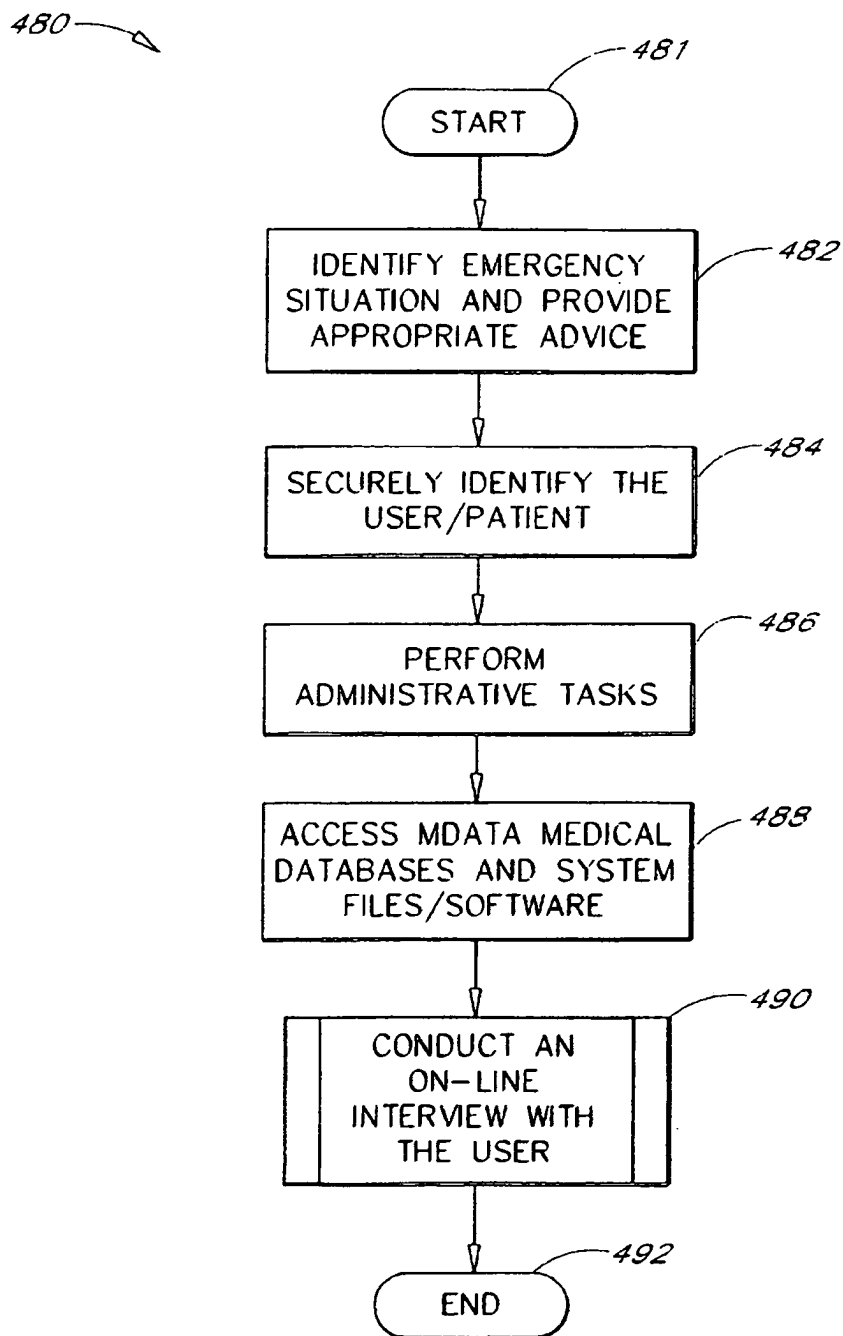 480
481
START
482
IDENTIFY EMERGENCY
SITUATION AND PROVIDE
APPROPRIATE ADVICE
484
SECURELY IDENTIFY THE
USER/PATIENT
486
PERFORM
ADMINISTRATIVE TASKS
488
ACCESS MDATA MEDICAL
DATABASES AND SYSTEM
FILES/SOFTWARE
490
CONDUCT AN
ON-LINE
INTERVIEW WITH
THE USER
492
END